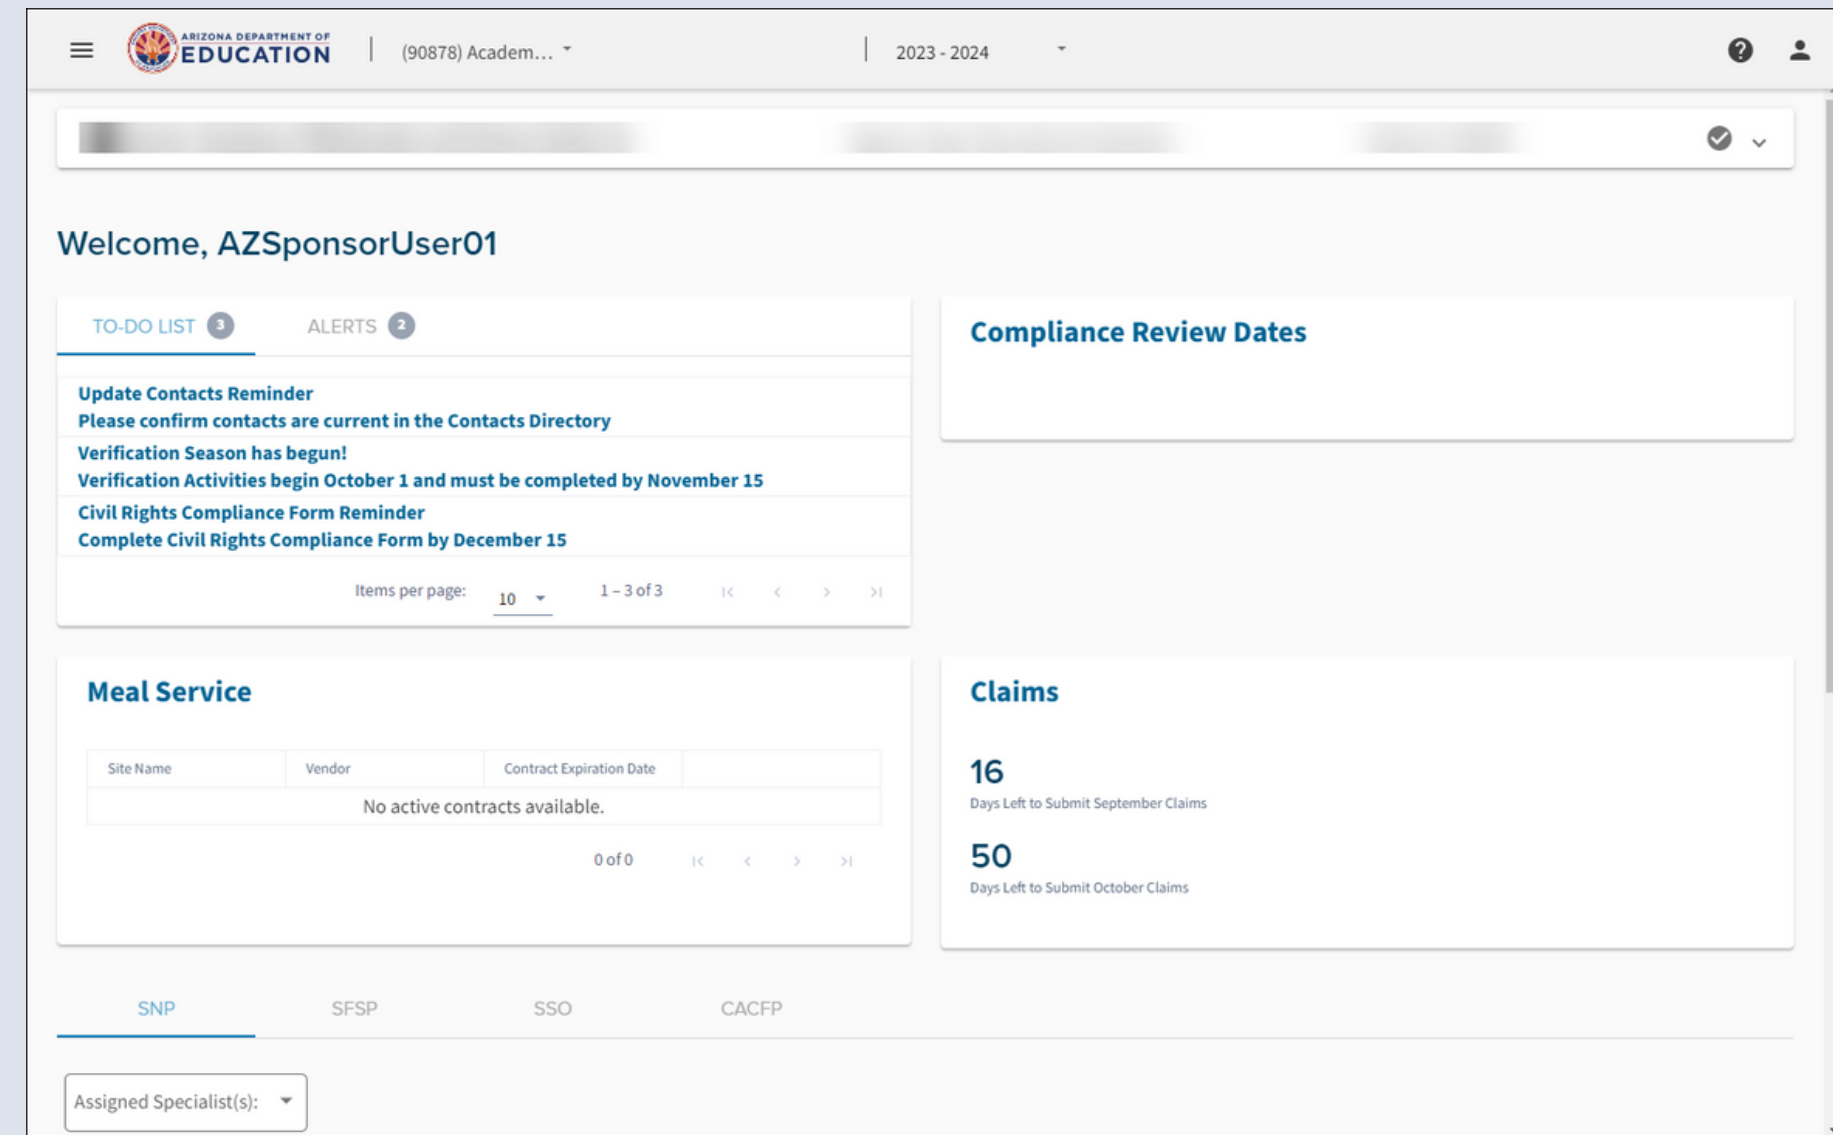 ARIZONA DEPARTMENT OF
EDUCATION
(90878) Academ...
2023 - 2024
Welcome, AZSponsorUser01
TO-DO LIST 3
ALERTS 2
Update Contacts Reminder
Please confirm contacts are current in the Contacts Directory
Verification Season has begun!
Verification Activities begin October 1 and must be completed by November 15
Civil Rights Compliance Form Reminder
Complete Civil Rights Compliance Form by December 15
Items per page: 10 1 – 3 of 3
Compliance Review Dates
Meal Service
Site Name Vendor Contract Expiration Date
No active contracts available.
0 of 0
Claims
16
Days Left to Submit September Claims
50
Days Left to Submit October Claims
SNP SFSP SSO CACFP
Assigned Specialist(s):